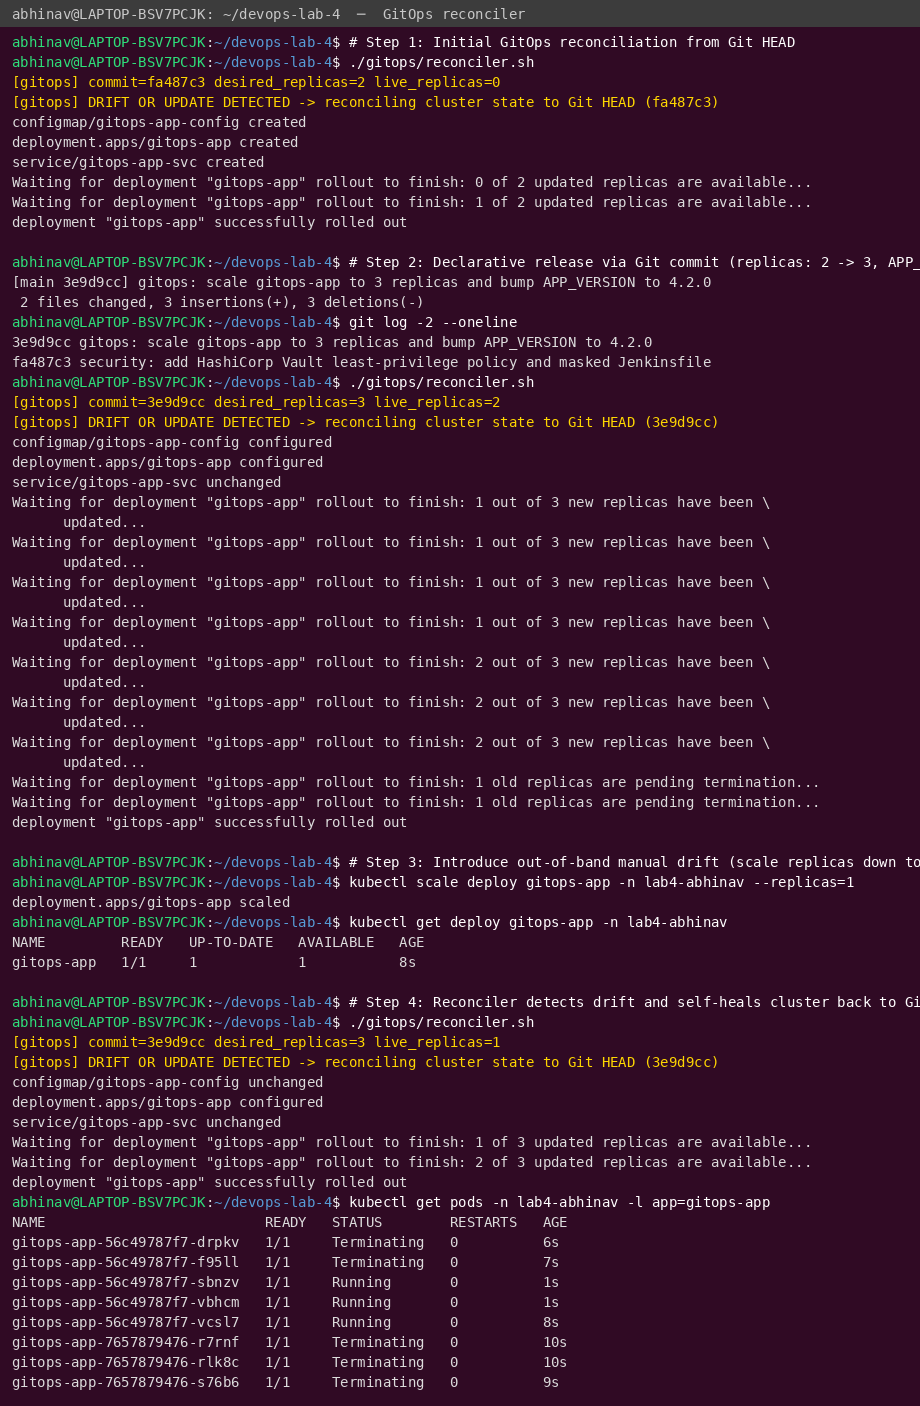 abhinav@LAPTOP-BSV7PCJK: ~/devops-lab-4  —  GitOps reconciler
abhinav@LAPTOP-BSV7PCJK:~/devops-lab-4$ # Step 1: Initial GitOps reconciliation from Git HEAD
abhinav@LAPTOP-BSV7PCJK:~/devops-lab-4$ ./gitops/reconciler.sh
[gitops] commit=fa487c3 desired_replicas=2 live_replicas=0
[gitops] DRIFT OR UPDATE DETECTED -> reconciling cluster state to Git HEAD (fa487c3)
configmap/gitops-app-config created
deployment.apps/gitops-app created
service/gitops-app-svc created
Waiting for deployment "gitops-app" rollout to finish: 0 of 2 updated replicas are available...
Waiting for deployment "gitops-app" rollout to finish: 1 of 2 updated replicas are available...
deployment "gitops-app" successfully rolled out
abhinav@LAPTOP-BSV7PCJK:~/devops-lab-4$ # Step 2: Declarative release via Git commit (replicas: 2 -> 3, APP_
[main 3e9d9cc] gitops: scale gitops-app to 3 replicas and bump APP_VERSION to 4.2.0
 2 files changed, 3 insertions(+), 3 deletions(-)
abhinav@LAPTOP-BSV7PCJK:~/devops-lab-4$ git log -2 --oneline
3e9d9cc gitops: scale gitops-app to 3 replicas and bump APP_VERSION to 4.2.0
fa487c3 security: add HashiCorp Vault least-privilege policy and masked Jenkinsfile
abhinav@LAPTOP-BSV7PCJK:~/devops-lab-4$ ./gitops/reconciler.sh
[gitops] commit=3e9d9cc desired_replicas=3 live_replicas=2
[gitops] DRIFT OR UPDATE DETECTED -> reconciling cluster state to Git HEAD (3e9d9cc)
configmap/gitops-app-config configured
deployment.apps/gitops-app configured
service/gitops-app-svc unchanged
Waiting for deployment "gitops-app" rollout to finish: 1 out of 3 new replicas have been \
      updated...
Waiting for deployment "gitops-app" rollout to finish: 1 out of 3 new replicas have been \
      updated...
Waiting for deployment "gitops-app" rollout to finish: 1 out of 3 new replicas have been \
      updated...
Waiting for deployment "gitops-app" rollout to finish: 1 out of 3 new replicas have been \
      updated...
Waiting for deployment "gitops-app" rollout to finish: 2 out of 3 new replicas have been \
      updated...
Waiting for deployment "gitops-app" rollout to finish: 2 out of 3 new replicas have been \
      updated...
Waiting for deployment "gitops-app" rollout to finish: 2 out of 3 new replicas have been \
      updated...
Waiting for deployment "gitops-app" rollout to finish: 1 old replicas are pending termination...
Waiting for deployment "gitops-app" rollout to finish: 1 old replicas are pending termination...
deployment "gitops-app" successfully rolled out
abhinav@LAPTOP-BSV7PCJK:~/devops-lab-4$ # Step 3: Introduce out-of-band manual drift (scale replicas down to
abhinav@LAPTOP-BSV7PCJK:~/devops-lab-4$ kubectl scale deploy gitops-app -n lab4-abhinav --replicas=1
deployment.apps/gitops-app scaled
abhinav@LAPTOP-BSV7PCJK:~/devops-lab-4$ kubectl get deploy gitops-app -n lab4-abhinav
NAME         READY   UP-TO-DATE   AVAILABLE   AGE
gitops-app   1/1     1            1           8s
abhinav@LAPTOP-BSV7PCJK:~/devops-lab-4$ # Step 4: Reconciler detects drift and self-heals cluster back to Gi
abhinav@LAPTOP-BSV7PCJK:~/devops-lab-4$ ./gitops/reconciler.sh
[gitops] commit=3e9d9cc desired_replicas=3 live_replicas=1
[gitops] DRIFT OR UPDATE DETECTED -> reconciling cluster state to Git HEAD (3e9d9cc)
configmap/gitops-app-config unchanged
deployment.apps/gitops-app configured
service/gitops-app-svc unchanged
Waiting for deployment "gitops-app" rollout to finish: 1 of 3 updated replicas are available...
Waiting for deployment "gitops-app" rollout to finish: 2 of 3 updated replicas are available...
deployment "gitops-app" successfully rolled out
abhinav@LAPTOP-BSV7PCJK:~/devops-lab-4$ kubectl get pods -n lab4-abhinav -l app=gitops-app
NAME                          READY   STATUS        RESTARTS   AGE
gitops-app-56c49787f7-drpkv   1/1     Terminating   0          6s
gitops-app-56c49787f7-f95ll   1/1     Terminating   0          7s
gitops-app-56c49787f7-sbnzv   1/1     Running       0          1s
gitops-app-56c49787f7-vbhcm   1/1     Running       0          1s
gitops-app-56c49787f7-vcsl7   1/1     Running       0          8s
gitops-app-7657879476-r7rnf   1/1     Terminating   0          10s
gitops-app-7657879476-rlk8c   1/1     Terminating   0          10s
gitops-app-7657879476-s76b6   1/1     Terminating   0          9s